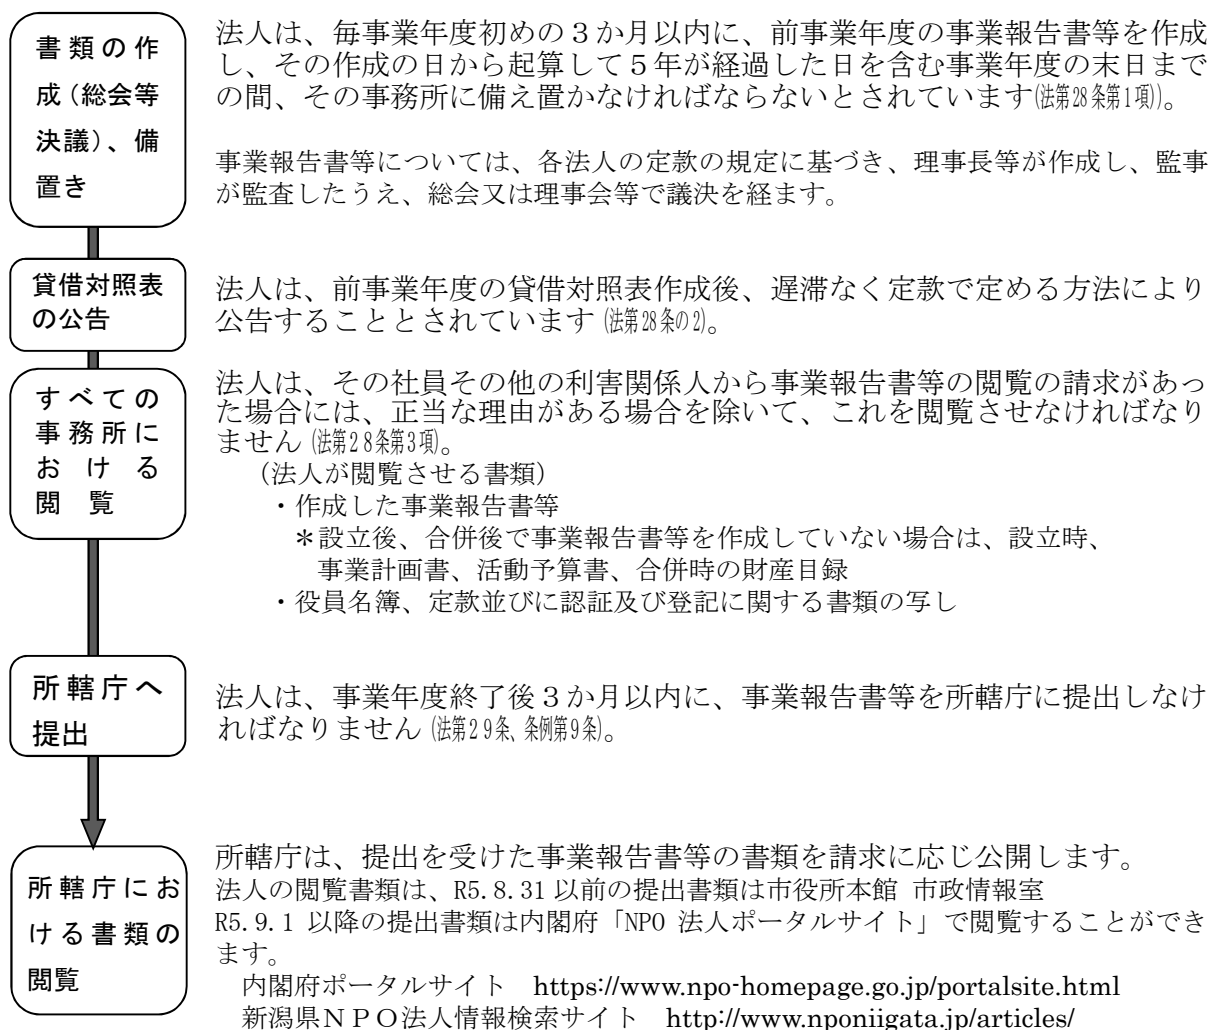 書類の作
成(総会等
決議)、備
置き
法人は、毎事業年度初めの３か月以内に、前事業年度の事業報告書等を作成
し、その作成の日から起算して５年が経過した日を含む事業年度の末日まで
の間、その事務所に備え置かなければならないとされています(法第28条第1項))。
事業報告書等については、各法人の定款の規定に基づき、理事長等が作成し、監事
が監査したうえ、総会又は理事会等で議決を経ます。
貸借対照表
の公告
法人は、前事業年度の貸借対照表作成後、遅滞なく定款で定める方法により
公告することとされています(法第28条の2)。
すべての
事務所に
おける
閲覧
法人は、その社員その他の利害関係人から事業報告書等の閲覧の請求があっ
た場合には、正当な理由がある場合を除いて、これを閲覧させなければなり
ません(法第28条第3項)。
（法人が閲覧させる書類）
・作成した事業報告書等
＊設立後、合併後で事業報告書等を作成していない場合は、設立時、
事業計画書、活動予算書、合併時の財産目録
・役員名簿、定款並びに認証及び登記に関する書類の写し
所轄庁へ
提出
法人は、事業年度終了後３か月以内に、事業報告書等を所轄庁に提出しなけ
ればなりません(法第29条、条例第9条)。
所轄庁にお
ける書類の
閲覧
所轄庁は、提出を受けた事業報告書等の書類を請求に応じ公開します。
法人の閲覧書類は、R5.8.31 以前の提出書類は市役所本館 市政情報室
R5.9.1 以降の提出書類は内閣府「NPO 法人ポータルサイト」で閲覧することができ
ます。
内閣府ポータルサイト　https://www.npo-homepage.go.jp/portalsite.html
新潟県ＮＰＯ法人情報検索サイト　http://www.nponiigata.jp/articles/